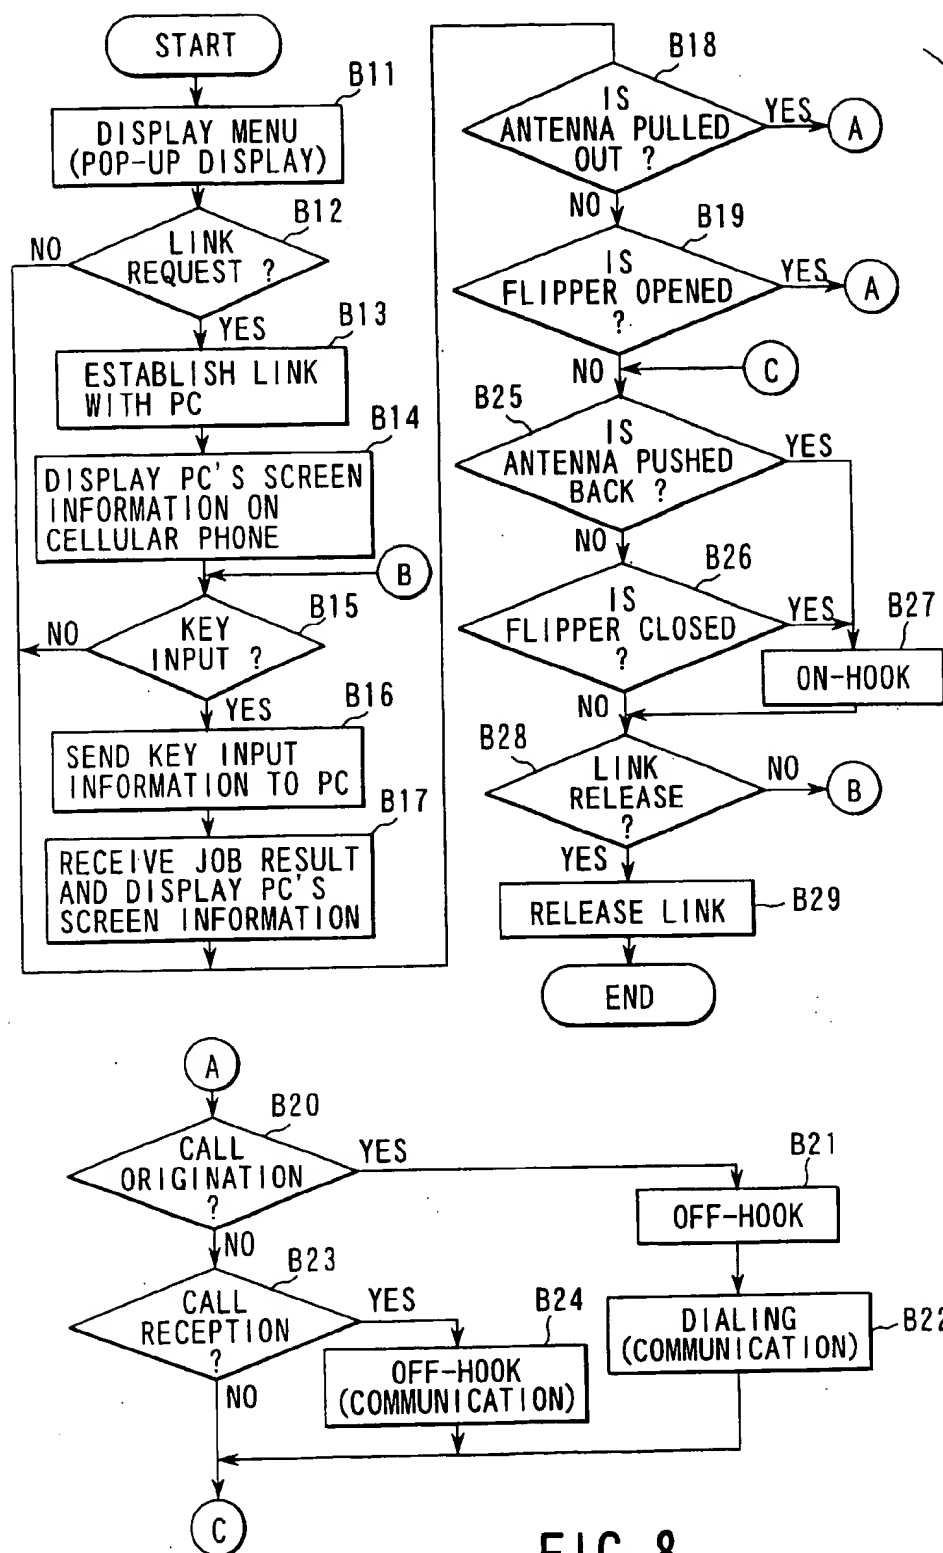 START
B11
DISPLAY MENU
(POP-UP DISPLAY)
B12
NO
LINK
REQUEST ?
YES
B13
ESTABLISH LINK
WITH PC
B14
DISPLAY PC'S SCREEN
INFORMATION ON
CELLULAR PHONE
B
B15
NO
KEY
INPUT ?
YES
B16
SEND KEY INPUT
INFORMATION TO PC
B17
RECEIVE JOB RESULT
AND DISPLAY PC'S
SCREEN INFORMATION
B18
IS
ANTENNA PULLED
OUT ?
YES
A
NO
B19
IS
FLIPPER OPENED
?
YES
A
NO
C
B25
IS
ANTENNA PUSHED
BACK ?
YES
NO
B26
IS
FLIPPER CLOSED
?
YES
B27
ON-HOOK
NO
B28
LINK
RELEASE
?
NO
B
YES
RELEASE LINK
B29
END
A
B20
CALL
ORIGINATION
?
YES
B21
OFF-HOOK
NO
B23
CALL
RECEPTION
?
YES
B24
OFF-HOOK
(COMMUNICATION)
DIALING
(COMMUNICATION)
B22
NO
C
FIG. 8